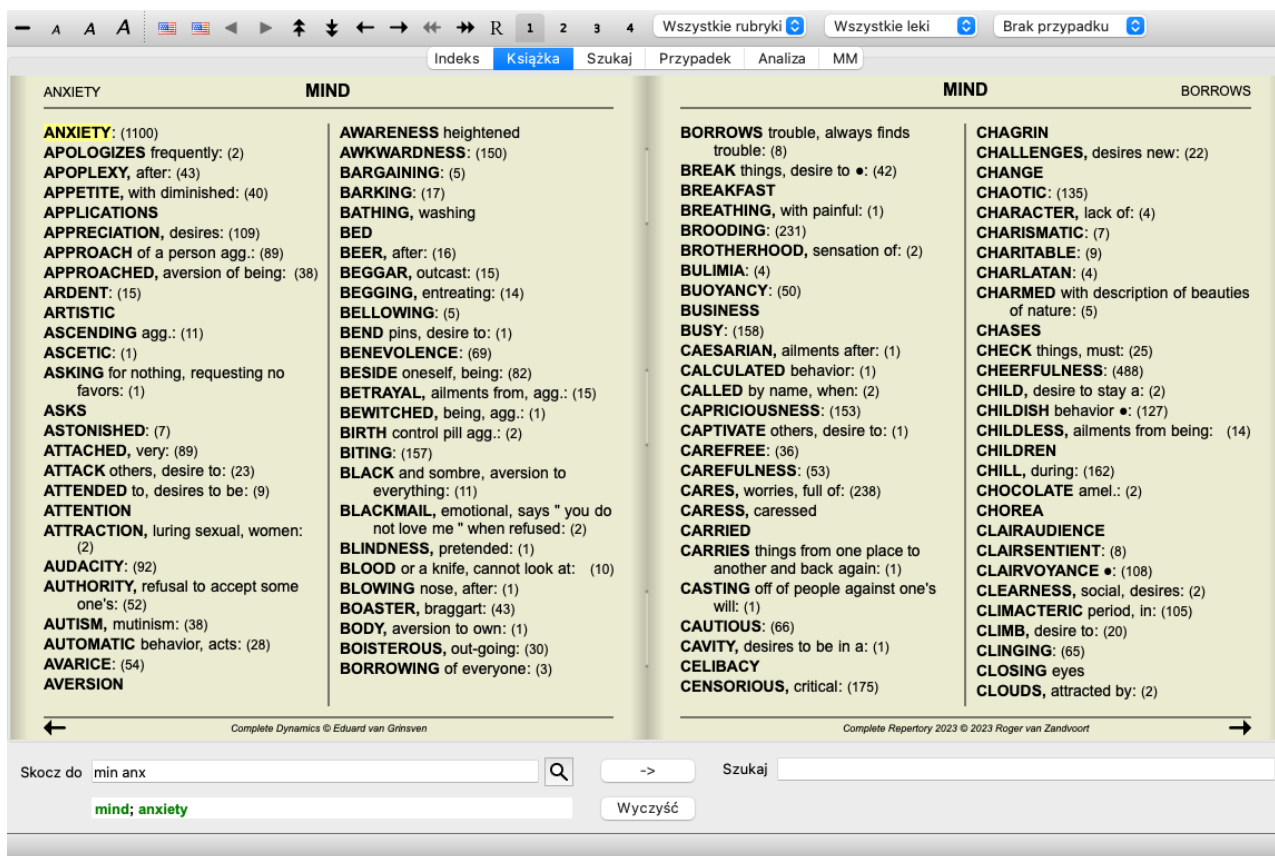 A A A R 1 2 3 4 Wszystkie rubryki Wszystkie leki Brak przypadku
Indeks Książka Szukaj Przypadek Analiza MM
ANXIETY MIND
ANXIETY: (1100)
APOLOGIZES frequently: (2)
APOPLEXY, after: (43)
APPETITE, with diminished: (40)
APPLICATIONS
APPRECIATION, desires: (109)
APPROACH of a person agg.: (89)
APPROACHED, aversion of being: (38)
ARDENT: (15)
ARTISTIC
ASCENDING agg.: (11)
ASCETIC: (1)
ASKING for nothing, requesting no
favors: (1)
ASKS
ASTONISHED: (7)
ATTACHED, very: (89)
ATTACK others, desire to: (23)
ATTENDED to, desires to be: (9)
ATTENTION
ATTRACTION, luring sexual, women:
(2)
AUDACITY: (92)
AUTHORITY, refusal to accept some
one's: (52)
AUTISM, mutinism: (38)
AUTOMATIC behavior, acts: (28)
AVARICE: (54)
AVERSION
AWARENESS heightened
AWKWARDNESS: (150)
BARGAINING: (5)
BARKING: (17)
BATHING, washing
BED
BEER, after: (16)
BEGGAR, outcast: (15)
BEGGING, entreating: (14)
BELLOWING: (5)
BEND pins, desire to: (1)
BENEVOLENCE: (69)
BESIDE oneself, being: (82)
BETRAYAL, ailments from, agg.: (15)
BEWITCHED, being, agg.: (1)
BIRTH control pill agg.: (2)
BITING: (157)
BLACK and sombre, aversion to
everything: (11)
BLACKMAIL, emotional, says " you do
not love me " when refused: (2)
BLINDNESS, pretended: (1)
BLOOD or a knife, cannot look at: (10)
BLOWING nose, after: (1)
BOASTER, braggart: (43)
BODY, aversion to own: (1)
BOISTEROUS, out-going: (30)
BORROWING of everyone: (3)
Complete Dynamics © Eduard van Grinsven
MIND BORROWS
BORROWS trouble, always finds
trouble: (8)
BREAK things, desire to ●: (42)
BREAKFAST
BREATHING, with painful: (1)
BROODING: (231)
BROTHERHOOD, sensation of: (2)
BULIMIA: (4)
BUOYANCY: (50)
BUSINESS
BUSY: (158)
CAESARIAN, ailments after: (1)
CALCULATED behavior: (1)
CALLED by name, when: (2)
CAPRICIOUSNESS: (153)
CAPTIVATE others, desire to: (1)
CAREFREE: (36)
CAREFULNESS: (53)
CARES, worries, full of: (238)
CARESS, caressed
CARRIED
CARRIES things from one place to
another and back again: (1)
CASTING off of people against one's
will: (1)
CAUTIOUS: (66)
CAVITY, desires to be in a: (1)
CELIBACY
CENSORIOUS, critical: (175)
CHAGRIN
CHALLENGES, desires new: (22)
CHANGE
CHAOTIC: (135)
CHARACTER, lack of: (4)
CHARISMATIC: (7)
CHARITABLE: (9)
CHARLATAN: (4)
CHARMED with description of beauties
of nature: (5)
CHASES
CHECK things, must: (25)
CHEERFULNESS: (488)
CHILD, desire to stay a: (2)
CHILDISH behavior ●: (127)
CHILDLESS, ailments from being: (14)
CHILDREN
CHILL, during: (162)
CHOCOLATE amel.: (2)
CHOREA
CLAIRAUDIENCE
CLAIRSENTIENT: (8)
CLAIRVOYANCE ●: (108)
CLEARNESS, social, desires: (2)
CLIMACTERIC period, in: (105)
CLIMB, desire to: (20)
CLINGING: (65)
CLOSING eyes
CLOUDS, attracted by: (2)
Complete Repertory 2023 © 2023 Roger van Zandvoort
Skocz do min anx -> Szukaj
mind; anxiety Wyczyść